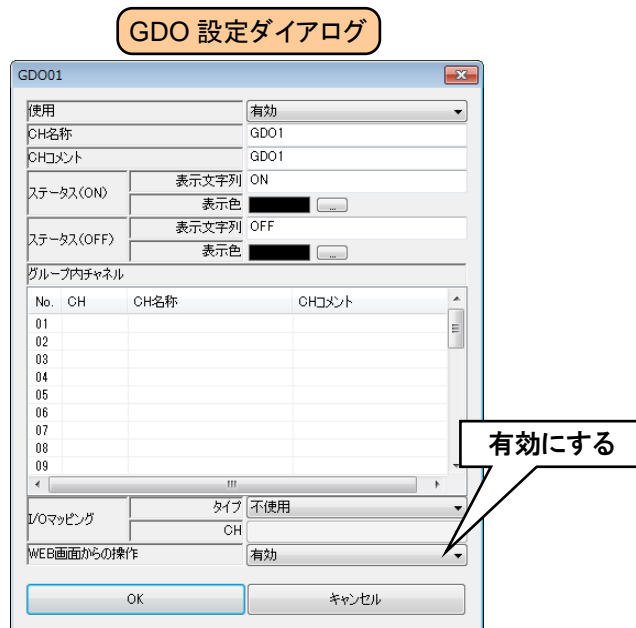 GDO 設定ダイアログ
GDO01
使用 有効
CH名称 GDO1
CHコメント GDO1
ステータス(ON) 表示文字列 ON
表示色 ...
ステータス(OFF) 表示文字列 OFF
表示色 ...
グループ内チャネル
No. CH CH名称 CHコメント
01
02
03
04
05
06
07
08
09
有効にする
I/Oマッピング タイプ 不使用
CH
WEB画面からの操作 有効
OK キャンセル